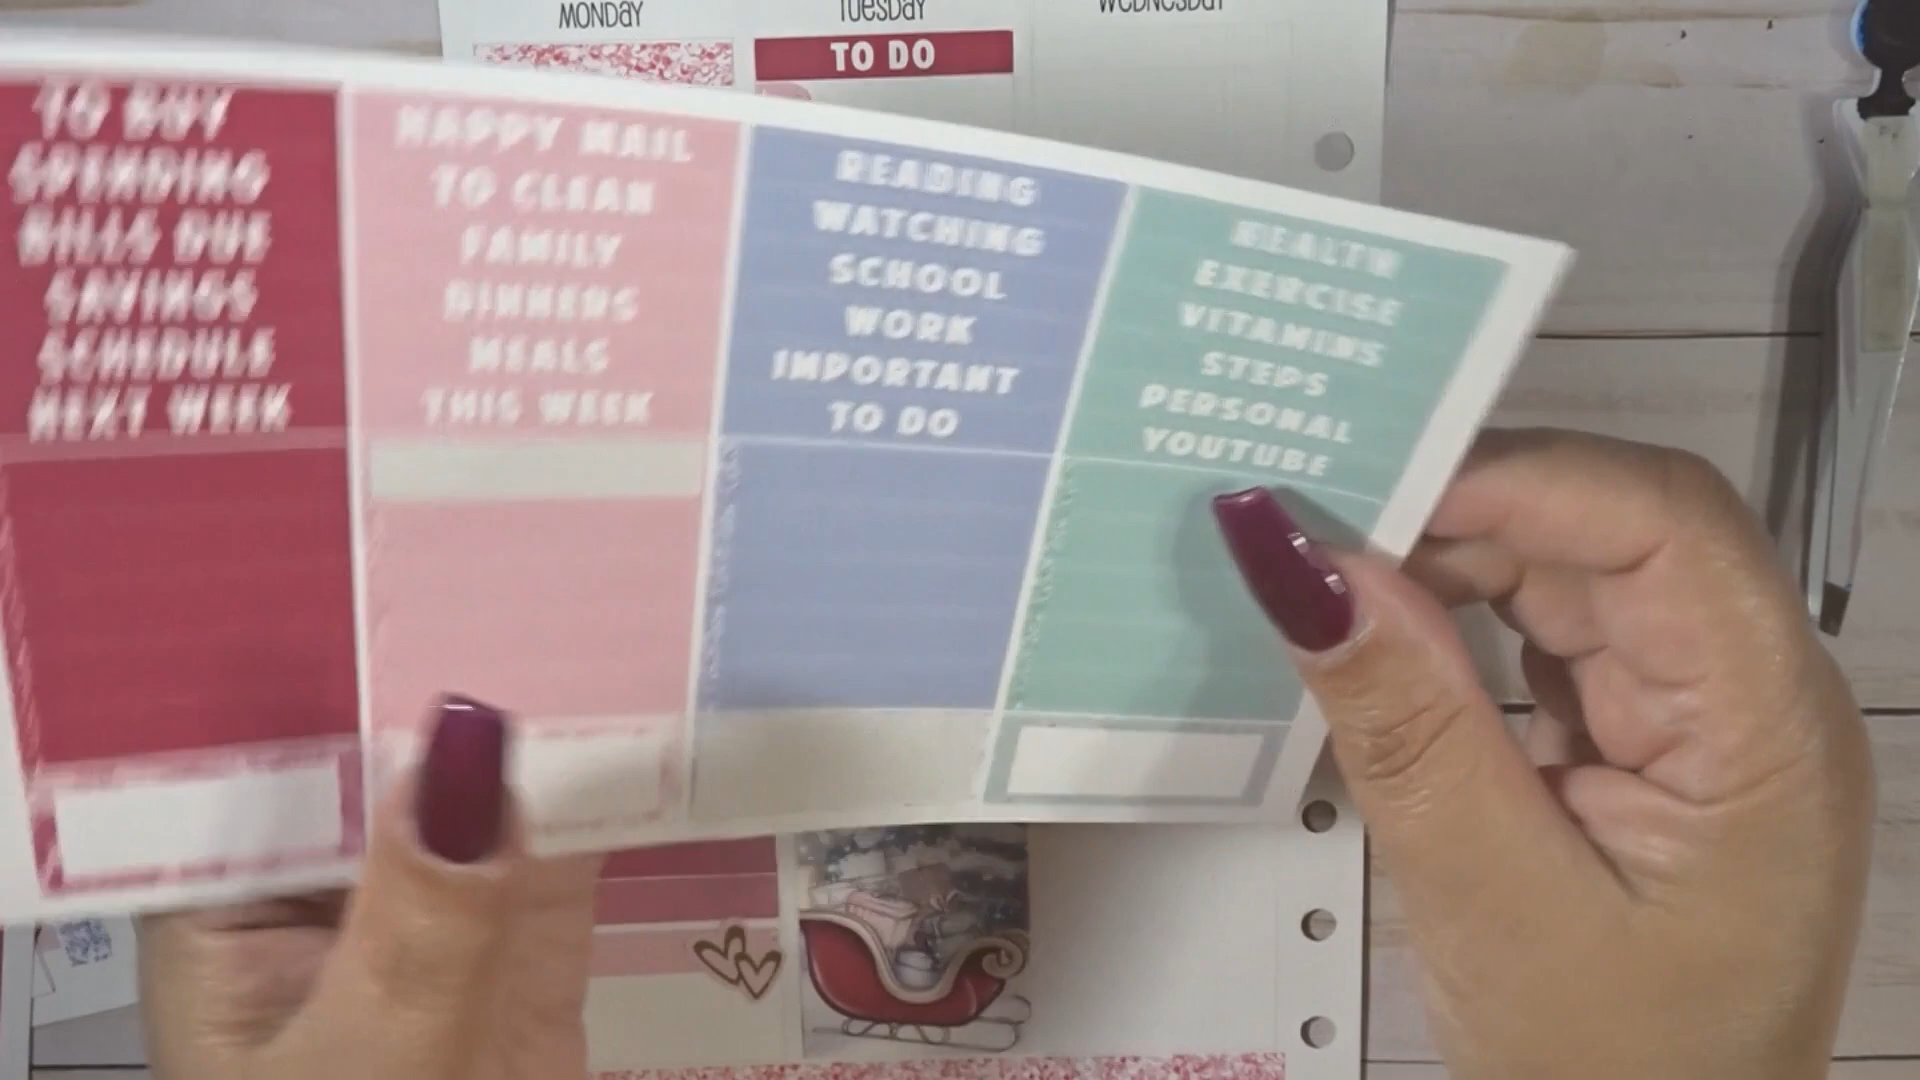 MONDAY
TUESDAY
WEDNESDAY
TO DO
TO BUY
SPENDING
BILLS DUE
SAVINGS
SCHEDULE
NEXT WEEK
HAPPY MAIL
TO CLEAN
FAMILY
DINNERS
MEALS
THIS WEEK
READING
WATCHING
SCHOOL
WORK
IMPORTANT
TO DO
HEALTH
EXERCISE
VITAMINS
STEPS
PERSONAL
YOUTUBE